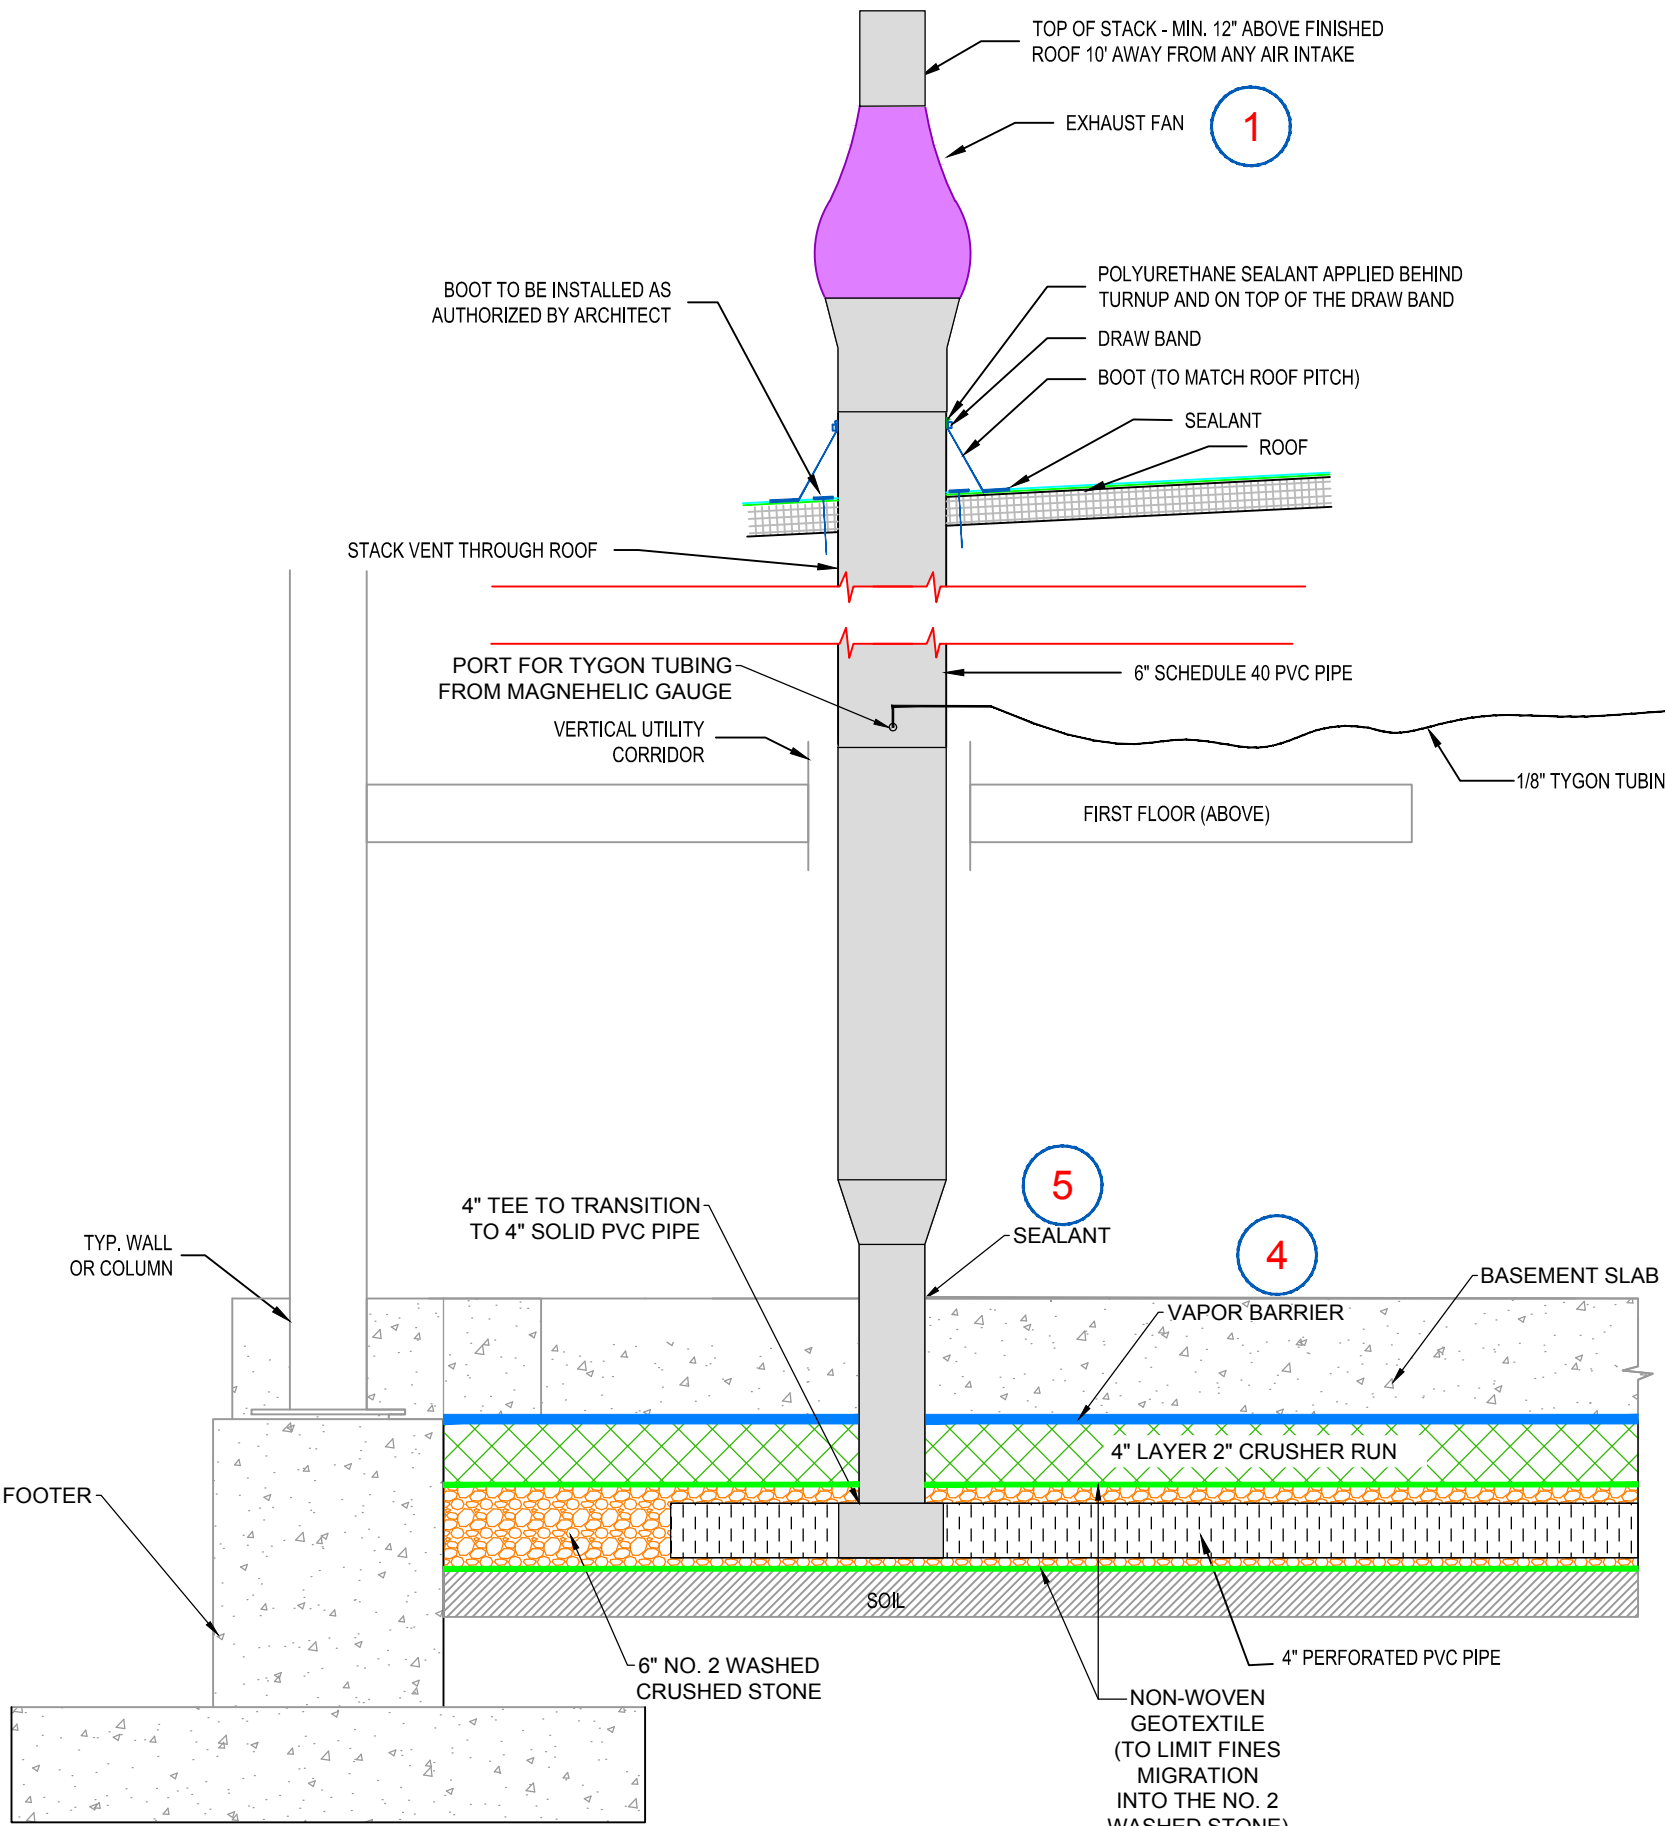 TOP OF STACK - MIN. 12" ABOVE FINISHED
ROOF 10' AWAY FROM ANY AIR INTAKE
EXHAUST FAN
1
BOOT TO BE INSTALLED AS
AUTHORIZED BY ARCHITECT
POLYURETHANE SEALANT APPLIED BEHIND
TURNUP AND ON TOP OF THE DRAW BAND
DRAW BAND
BOOT (TO MATCH ROOF PITCH)
SEALANT
ROOF
STACK VENT THROUGH ROOF
PORT FOR TYGON TUBING
FROM MAGNEHELIC GAUGE
6" SCHEDULE 40 PVC PIPE
VERTICAL UTILITY
CORRIDOR
1/8" TYGON TUBIN
FIRST FLOOR (ABOVE)
5
4" TEE TO TRANSITION
TO 4" SOLID PVC PIPE
SEALANT
4
TYP. WALL
OR COLUMN
BASEMENT SLAB
VAPOR BARRIER
4" LAYER 2" CRUSHER RUN
FOOTER
SOIL
6" NO. 2 WASHED
CRUSHED STONE
4" PERFORATED PVC PIPE
NON-WOVEN
GEOTEXTILE
(TO LIMIT FINES
MIGRATION
INTO THE NO. 2
WASHED STONE)